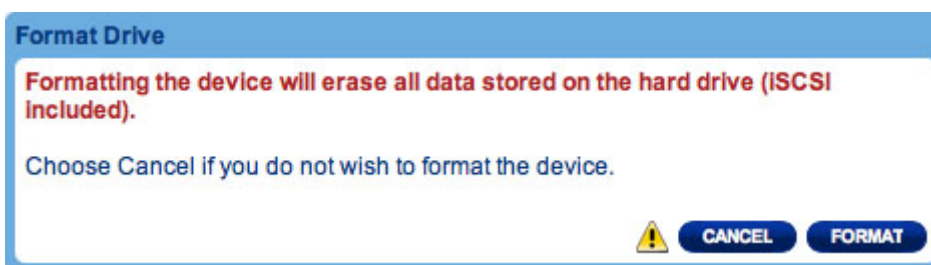 Format Drive
Formatting the device will erase all data stored on the hard drive (iSCSI
included).
Choose Cancel if you do not wish to format the device.
CANCEL FORMAT